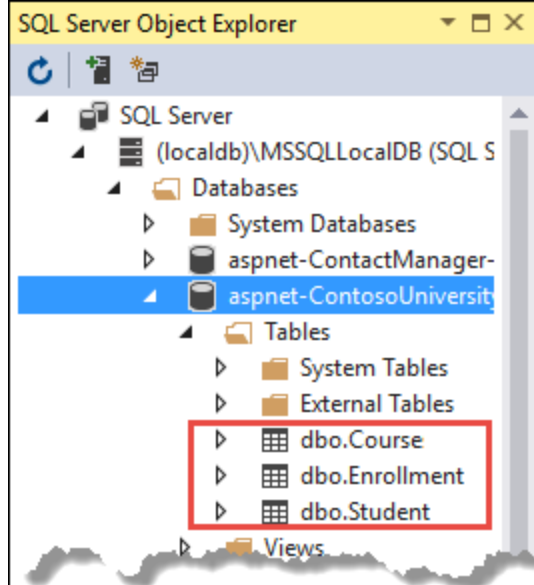 SQL Server Object Explorer
SQL Server
(localdb)\MSSQLLocalDB (SQL S
Databases
System Databases
aspnet-ContactManager-
aspnet-ContosoUniversity
Tables
System Tables
External Tables
dbo.Course
dbo.Enrollment
dbo.Student
Views